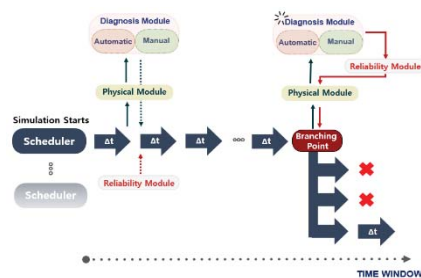 Diagnosis Module
Automatic
Manual
Physical Module
Simulation Starts
Scheduler
Δt
Δt
Δt
Δt
Reliability Module
Scheduler
Diagnosis Module
Automatic
Manual
Reliability Module
Physical Module
Branching
Point
Δt
TIME WINDOW